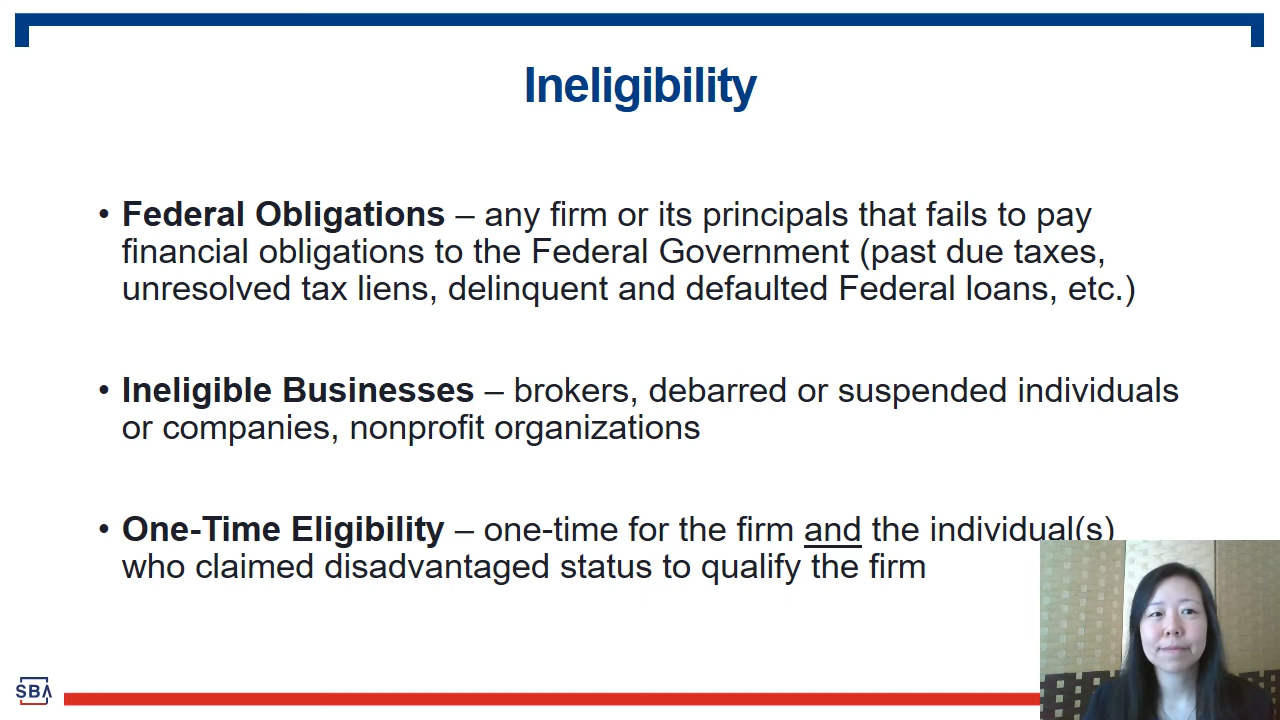 Ineligibility
• Federal Obligations – any firm or its principals that fails to pay
financial obligations to the Federal Government (past due taxes,
unresolved tax liens, delinquent and defaulted Federal loans, etc.)
• Ineligible Businesses – brokers, debarred or suspended individuals
or companies, nonprofit organizations
• One-Time Eligibility – one-time for the firm and the individual(s)
who claimed disadvantaged status to qualify the firm
SBA